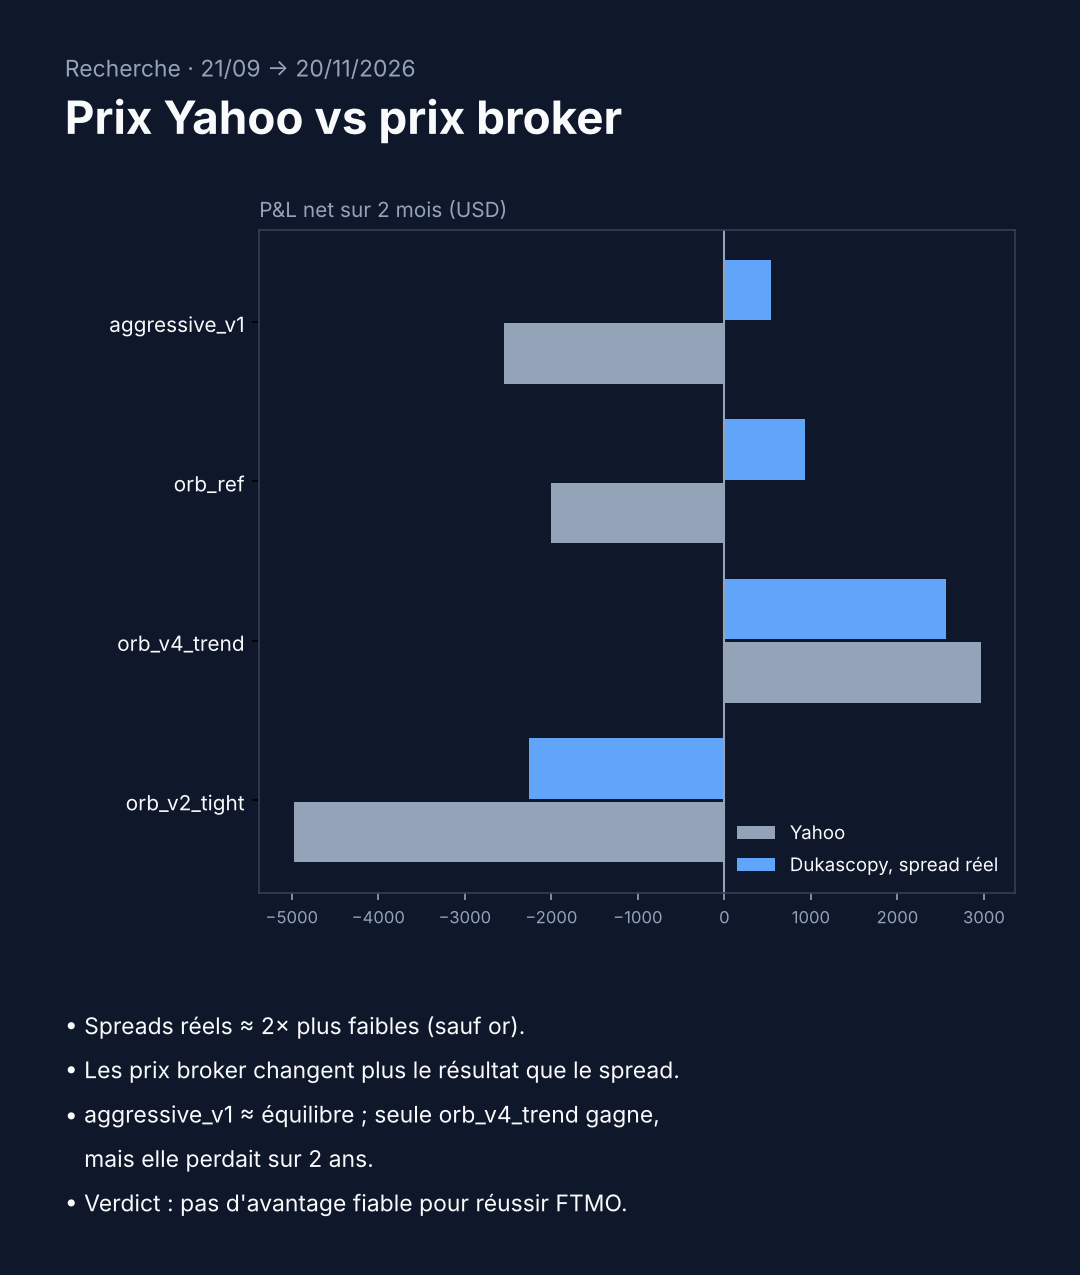 Recherche · 21/09 → 20/11/2026
Prix Yahoo vs prix broker
P&L net sur 2 mois (USD)
aggressive_v1
orb_ref
orb_v4_trend
orb_v2_tight
Yahoo
Dukascopy, spread réel
−5000 −4000 −3000 −2000 −1000 0 1000 2000 3000
• Spreads réels ≈ 2× plus faibles (sauf or).
• Les prix broker changent plus le résultat que le spread.
• aggressive_v1 ≈ équilibre ; seule orb_v4_trend gagne,
mais elle perdait sur 2 ans.
• Verdict : pas d'avantage fiable pour réussir FTMO.